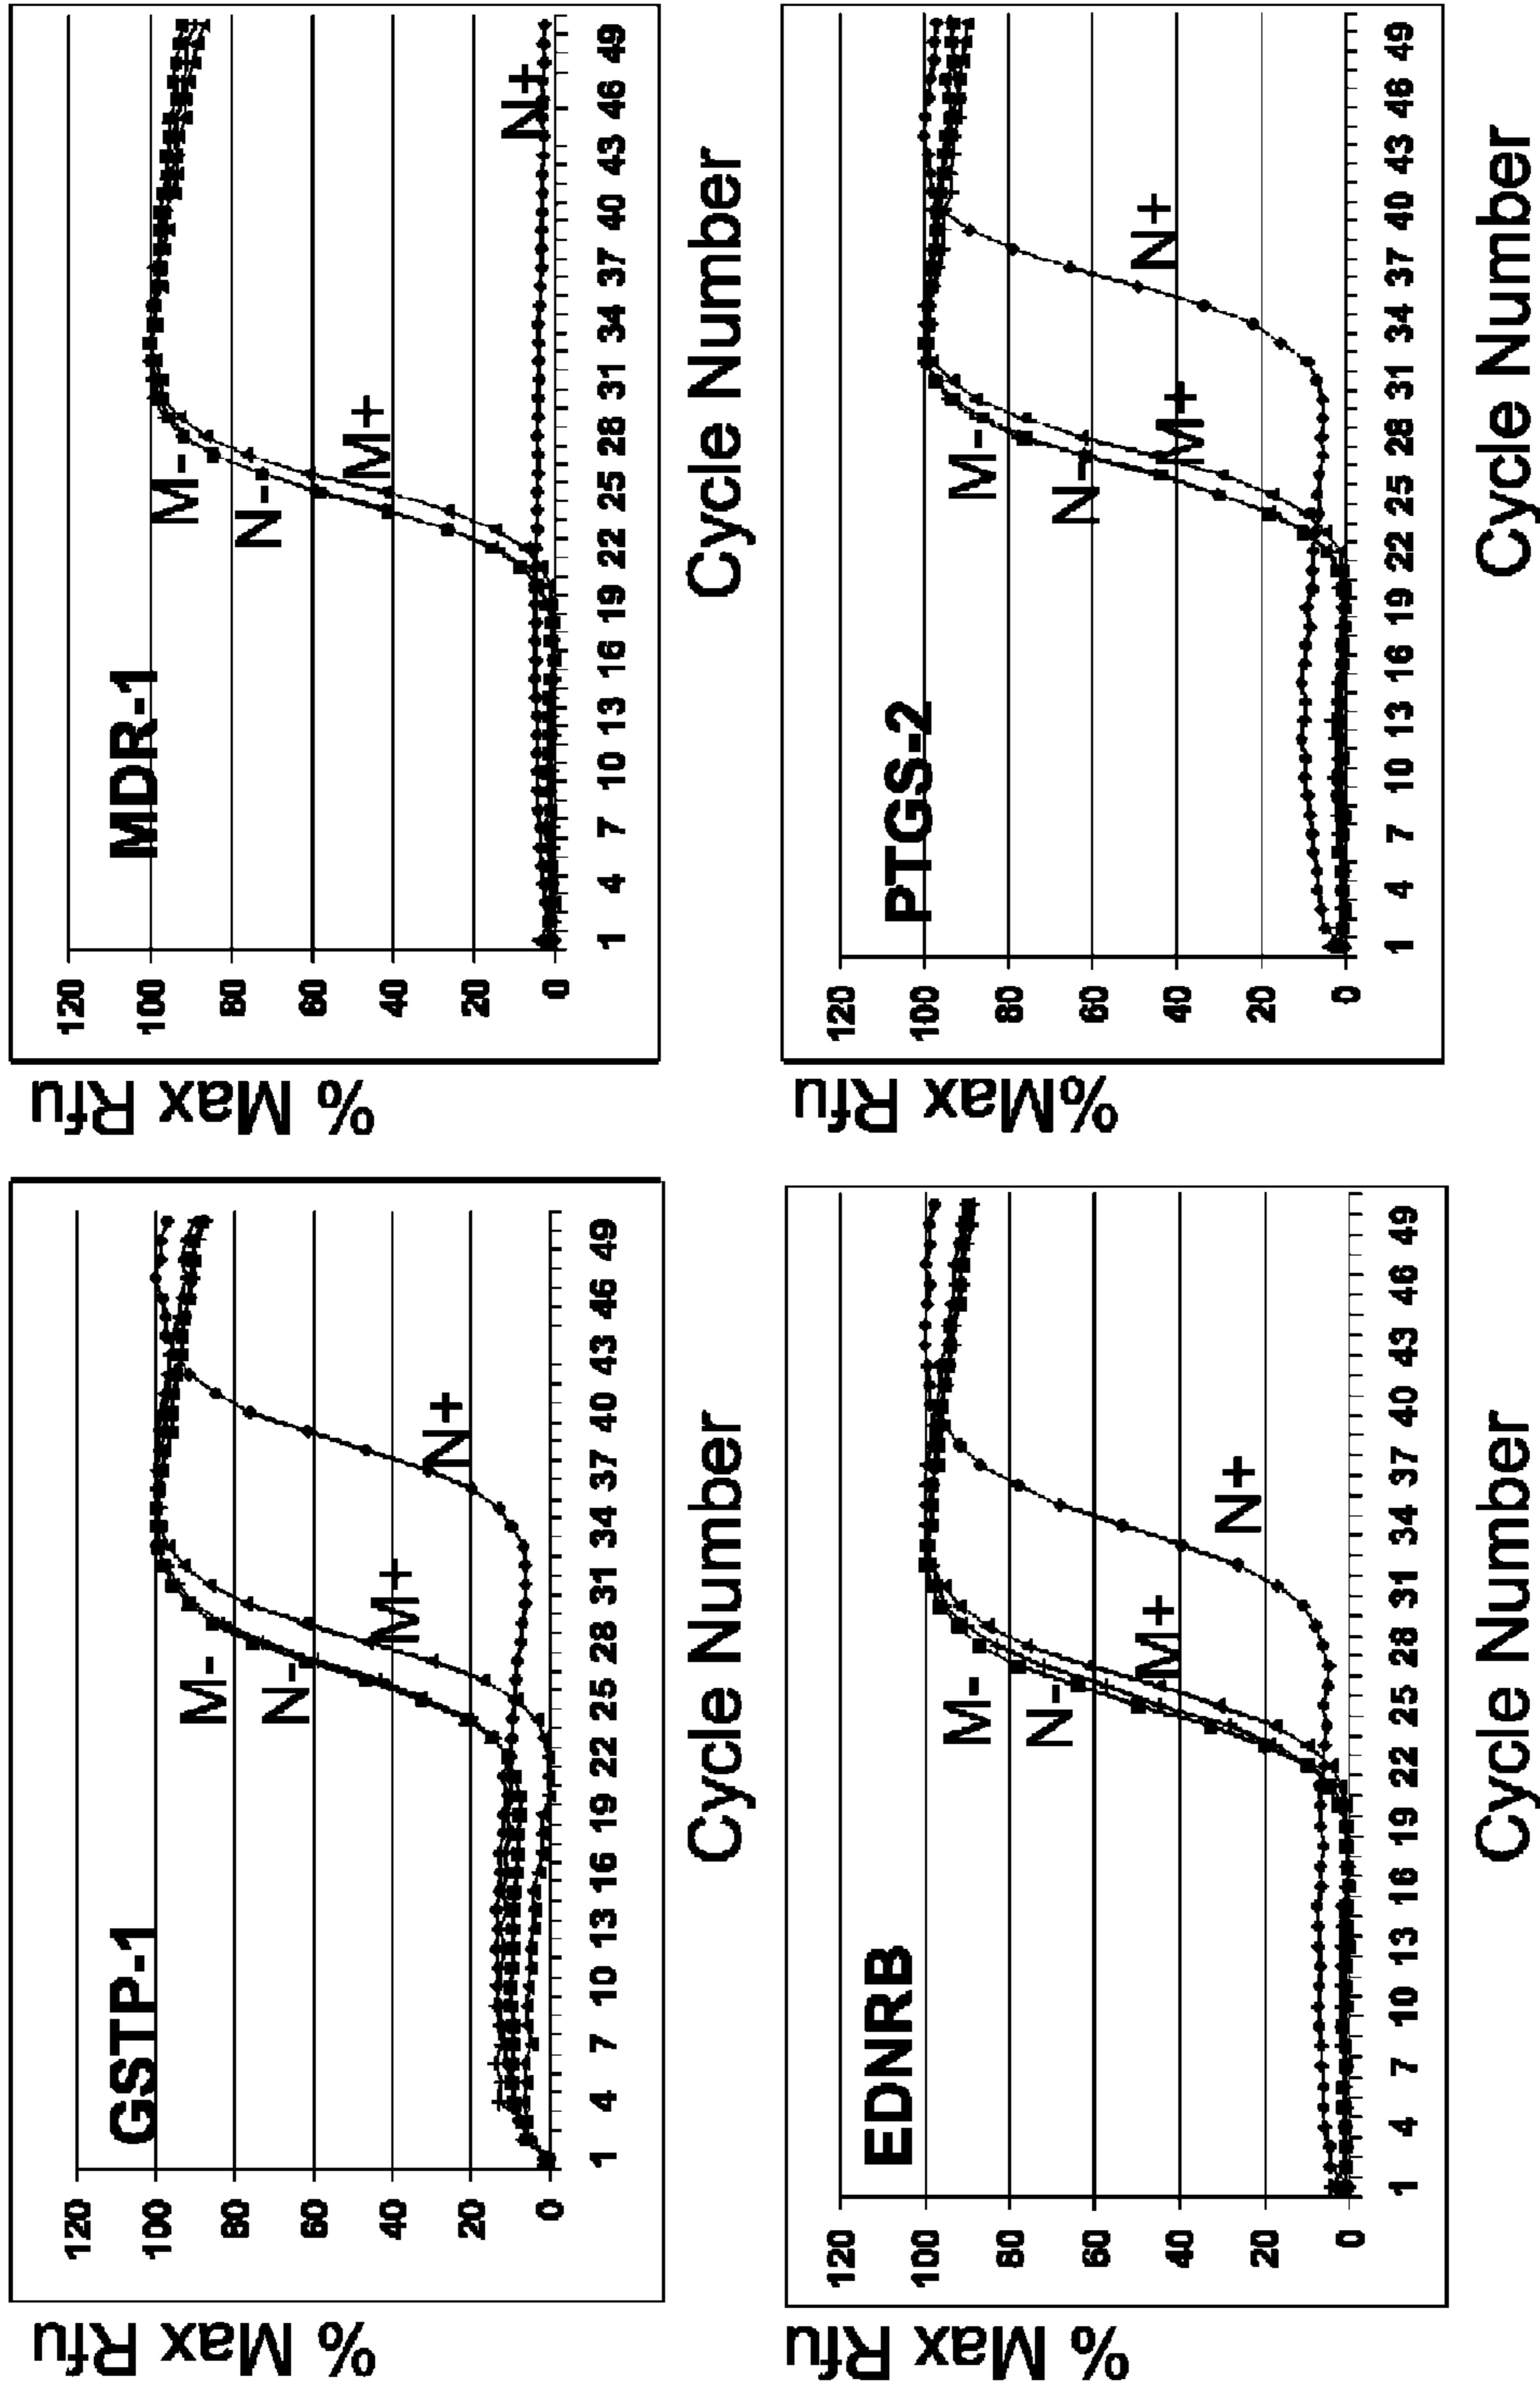 % Max Rfu
GSTP-1
120
100
80
60
40
20
0
M-
N-
M+
N+
1 4 7 10 13 16 19 22 25 28 31 34 37 40 43 46 49
Cycle Number
% Max Rfu
MDR-1
120
100
80
60
40
20
0
M-
N-
M+
N+
1 4 7 10 13 16 19 22 25 28 31 34 37 40 43 46 49
Cycle Number
% Max Rfu
EDNRB
120
100
80
60
40
20
0
M-
N-
M+
N+
1 4 7 10 13 16 19 22 25 28 31 34 37 40 43 46 49
Cycle Number
%Max Rfu
PTGS-2
120
100
80
60
40
20
0
M-
N-
M+
N+
1 4 7 10 13 16 19 22 25 28 31 34 37 40 43 46 49
Cycle Number